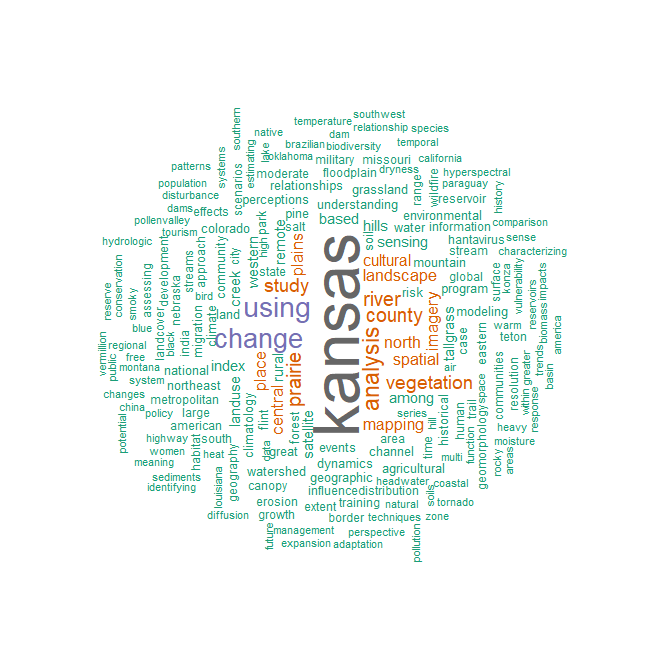 southwest
temperature
relationship species
southern
native
dam
temporal
brazilian
biodiversity
lake
oklahoma
military
missouri
california
patterns
systems
estimating
moderate
floodplain
dryness
hyperspectral
population
scenarios
relationships
grassland
range
wildfire
paraguay
disturbance
perceptions
understanding
reservoir
history
dams
effects
park
pine
based
environmental
pollenvalley
tourism
colorado
high
salt
hills
water
information
comparison
hydrologic
community
city
western
remote
plains
kansas
soil
sensing
hantavirus
sense
stream
characterizing
conservation
development
streams
approach
state
cultural
mountain
reserve
smoky
assessing
nebraska
bird
creek
study
landscape
risk
program
global
surface
konza
vulnerability
impacts
land
using
river
modeling
reservoirs
biomass
blue
landcover
black
india
migration
climate
change
county
imagery
tallgrass
case
eastern
warm
teton
america
vermillion
public
regional
free
montana
national
index
place
rural
prairie
analysis
north
spatial
air
communities
resolution
within greater
trends
basin
system
northeast
central
vegetation
space
changes
metropolitan
landuse
among
china
policy
large
flint
forest
satellite
mapping
series
historical
human
trail
function
geomorphology
response
potential
american
climatology
hill
heavy
highway
south
area
time
multi
rocky
moisture
women
habitat
heat
geography
data
great
events
channel
areas
meaning
watershed
dynamics
agricultural
sediments
louisiana
canopy
geographic
headwater
coastal
identifying
influence
distribution
soils
erosion
extent
training
natural
tornado
diffusion
growth
border
techniques
zone
future
management
perspective
expansion
adaptation
pollution